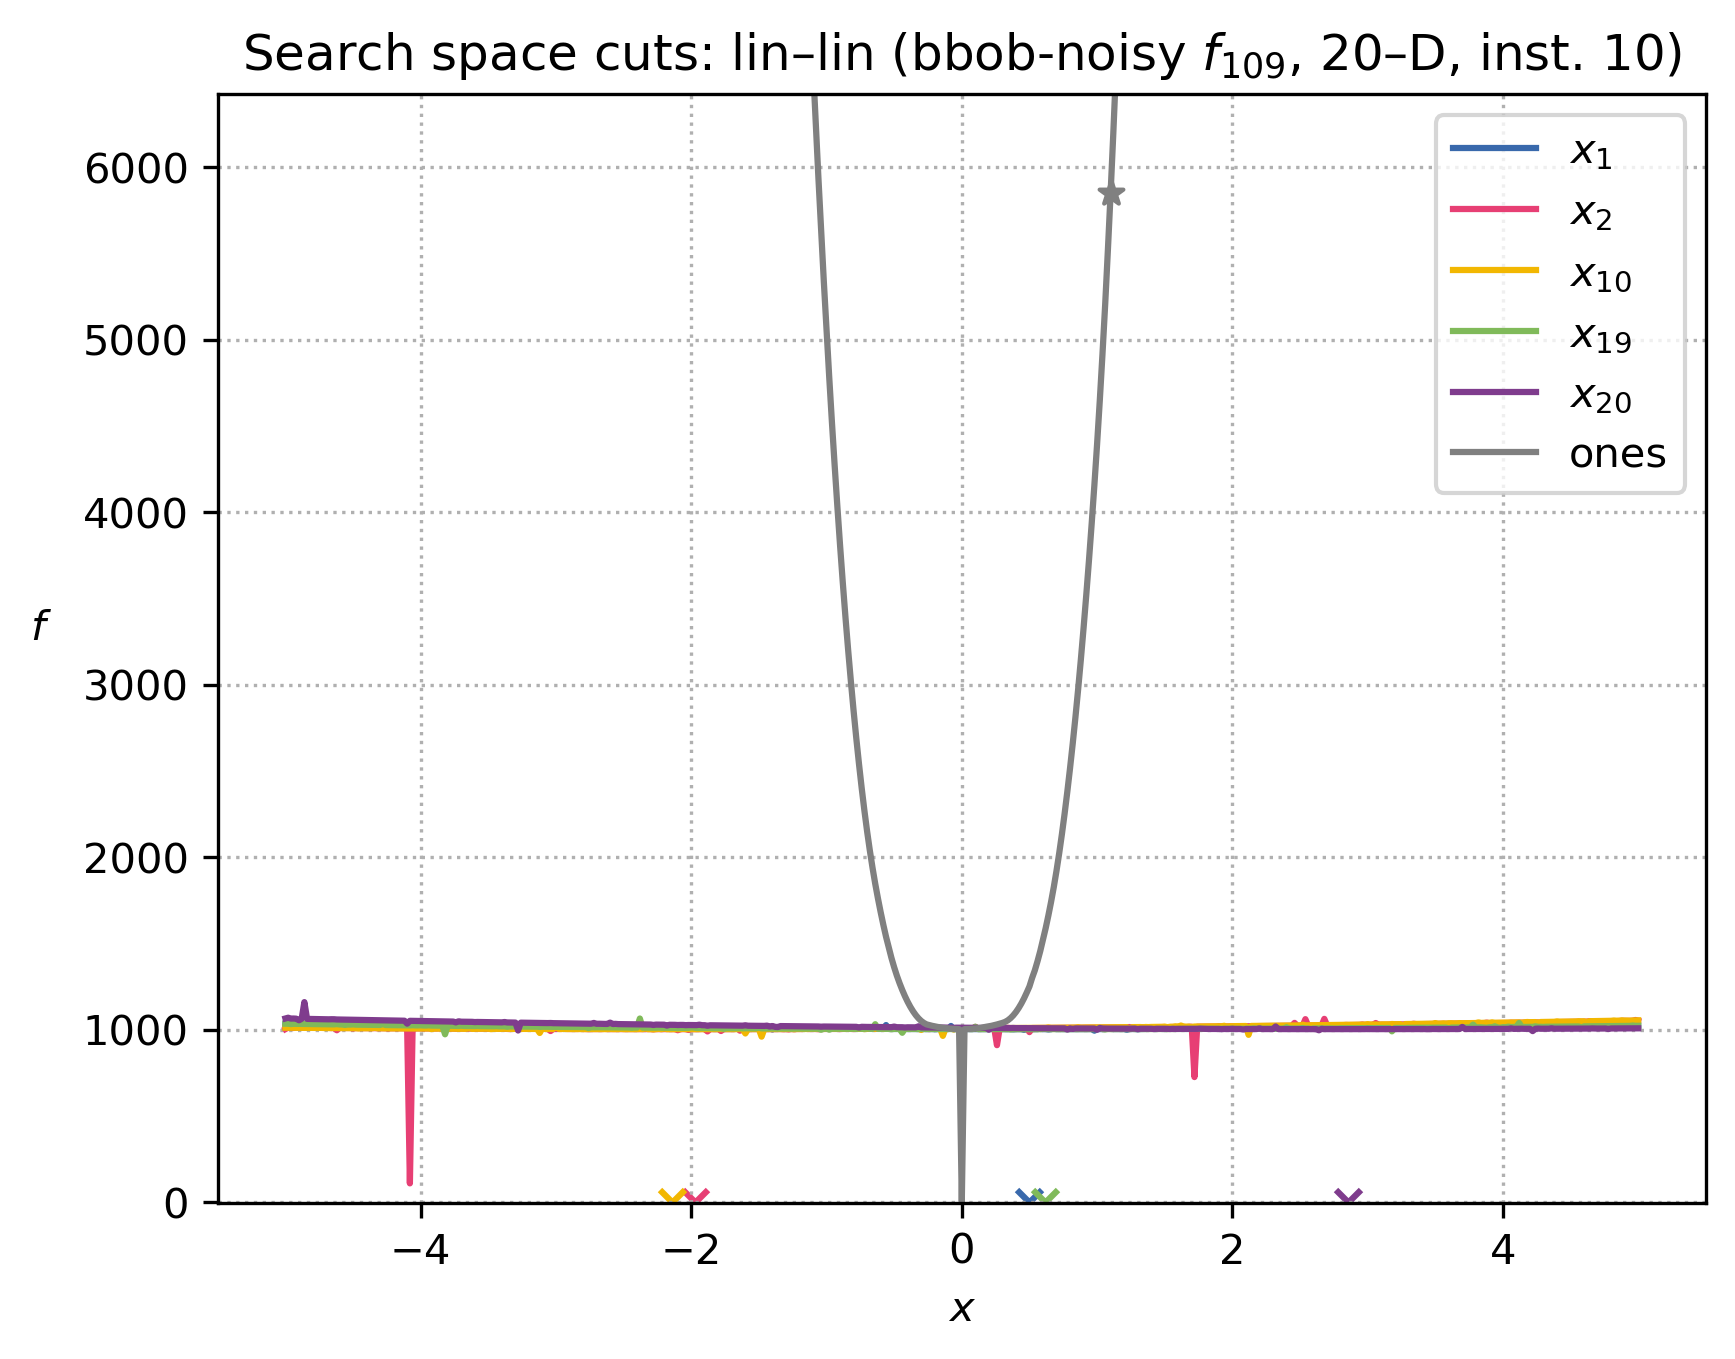 Search space cuts: lin–lin (bbob-noisy f₁₀₉, 20–D, inst. 10)
6000
5000
4000
3000
2000
1000
0
f
−4
−2
0
2
4
x
x₁
x₂
x₁₀
x₁₉
x₂₀
ones